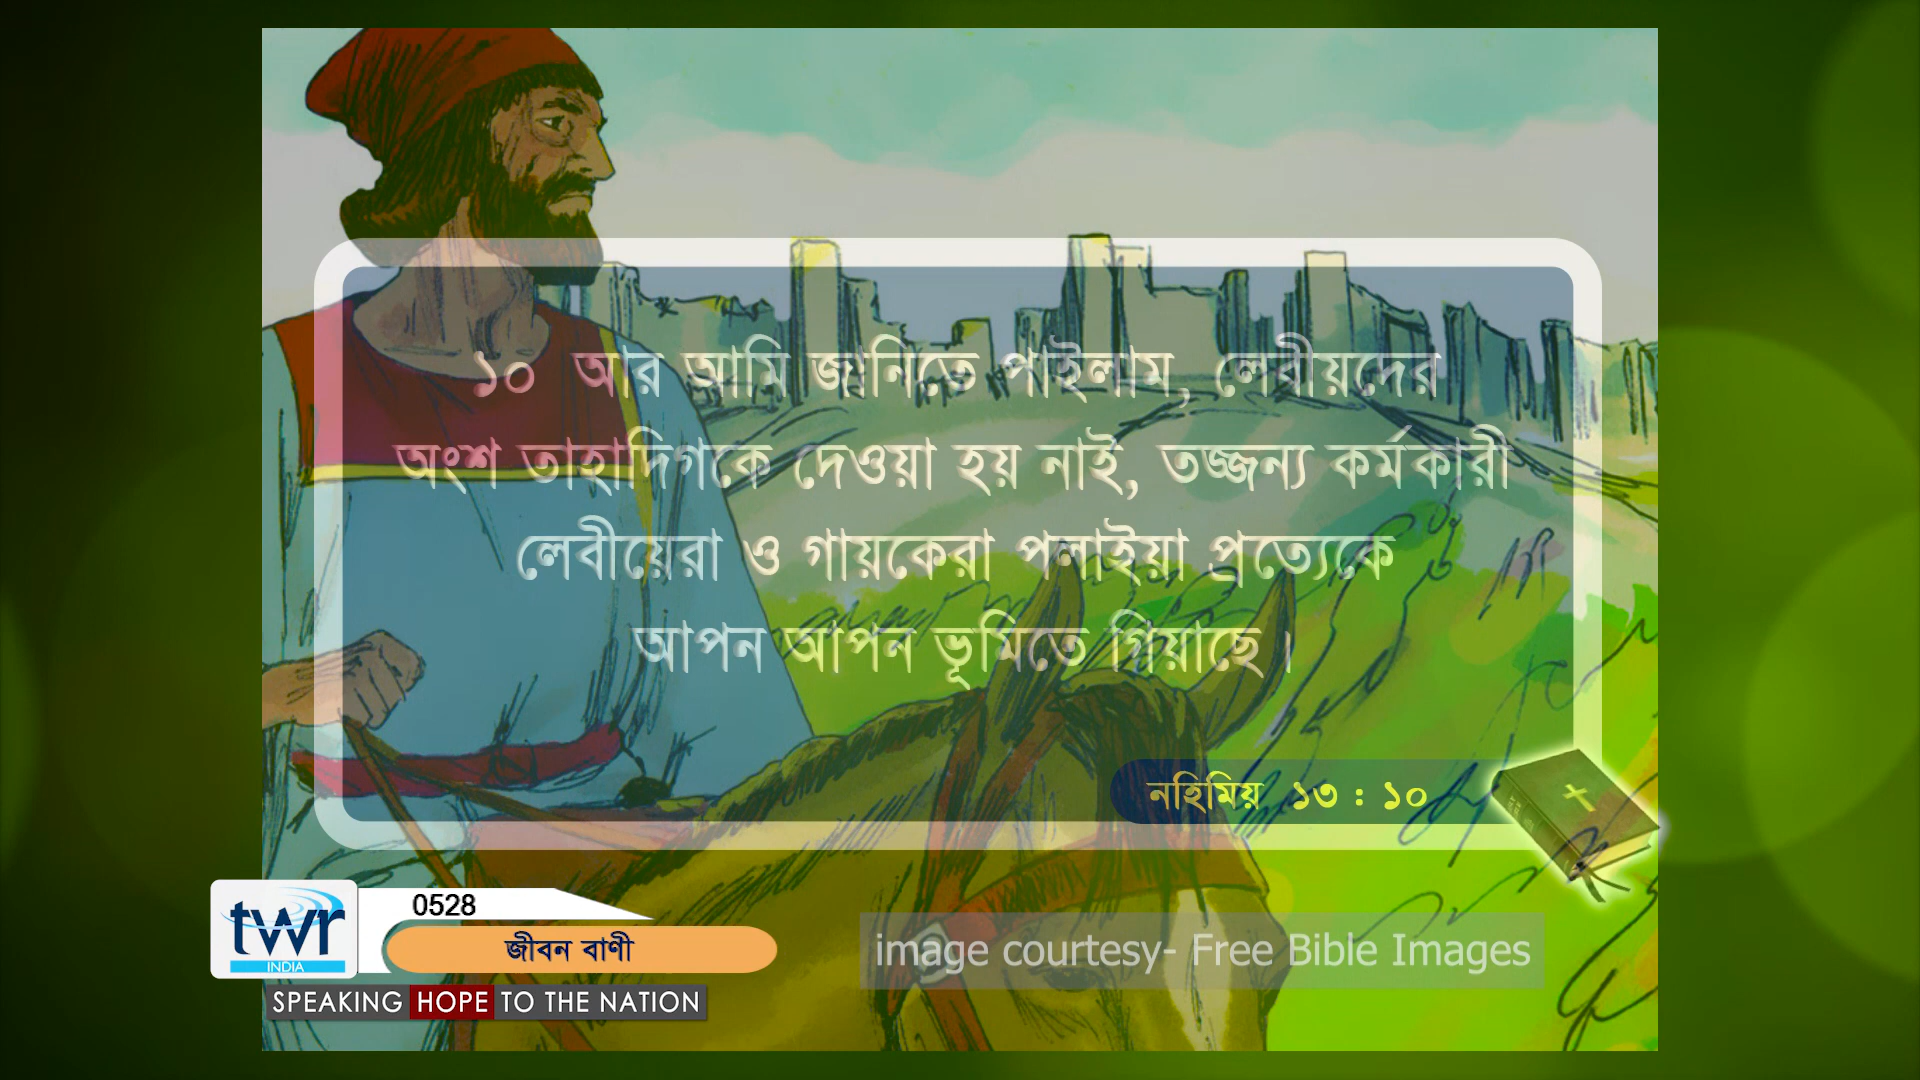 ১০ আর আমি জানিতে পাইলাম, লেবীয়দের
অংশ তাহাদিগকে দেওয়া হয় নাই, তজ্জন্য কর্মকারী
লেবীয়েরা ও গায়কেরা পলাইয়া প্রত্যেকে
আপন আপন ভূমিতে গিয়াছে।
নহিমিয় ১৩ : ১০
0528
twr
INDIA
জীবন বাণী
image courtesy- Free Bible Images
SPEAKING HOPE TO THE NATION